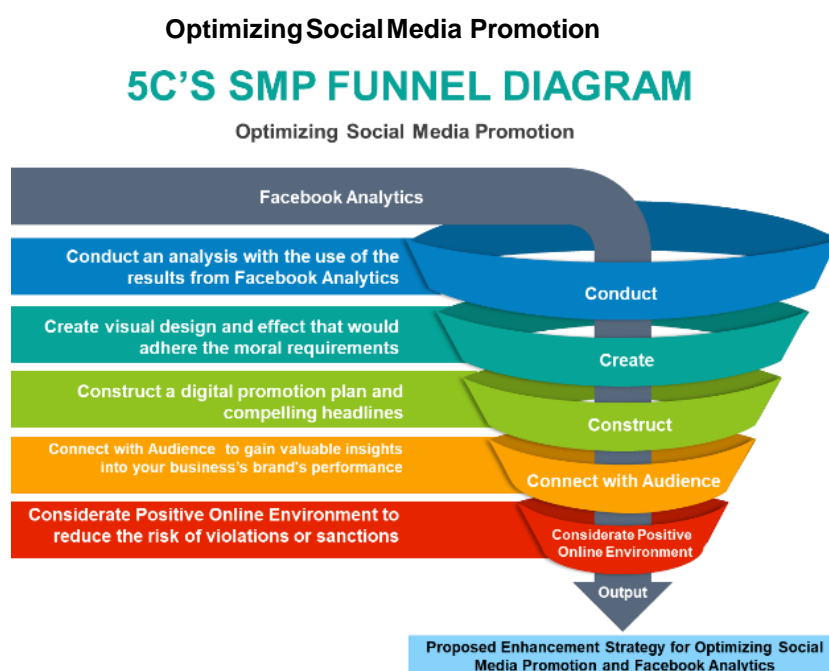 Optimizing Social Media Promotion
5C'S SMP FUNNEL DIAGRAM
Optimizing Social Media Promotion
Facebook Analytics
Conduct an analysis with the use of the
results from Facebook Analytics
Conduct
Create visual design and effect that would
adhere the moral requirements
Create
Construct a digital promotion plan and
compelling headlines
Construct
Connect with Audience to gain valuable insights
into your business's brand's performance
Connect with Audience
Considerate Positive Online Environment to
reduce the risk of violations or sanctions
Considerate Positive
Online Environment
Output
Proposed Enhancement Strategy for Optimizing Social
Media Promotion and Facebook Analytics